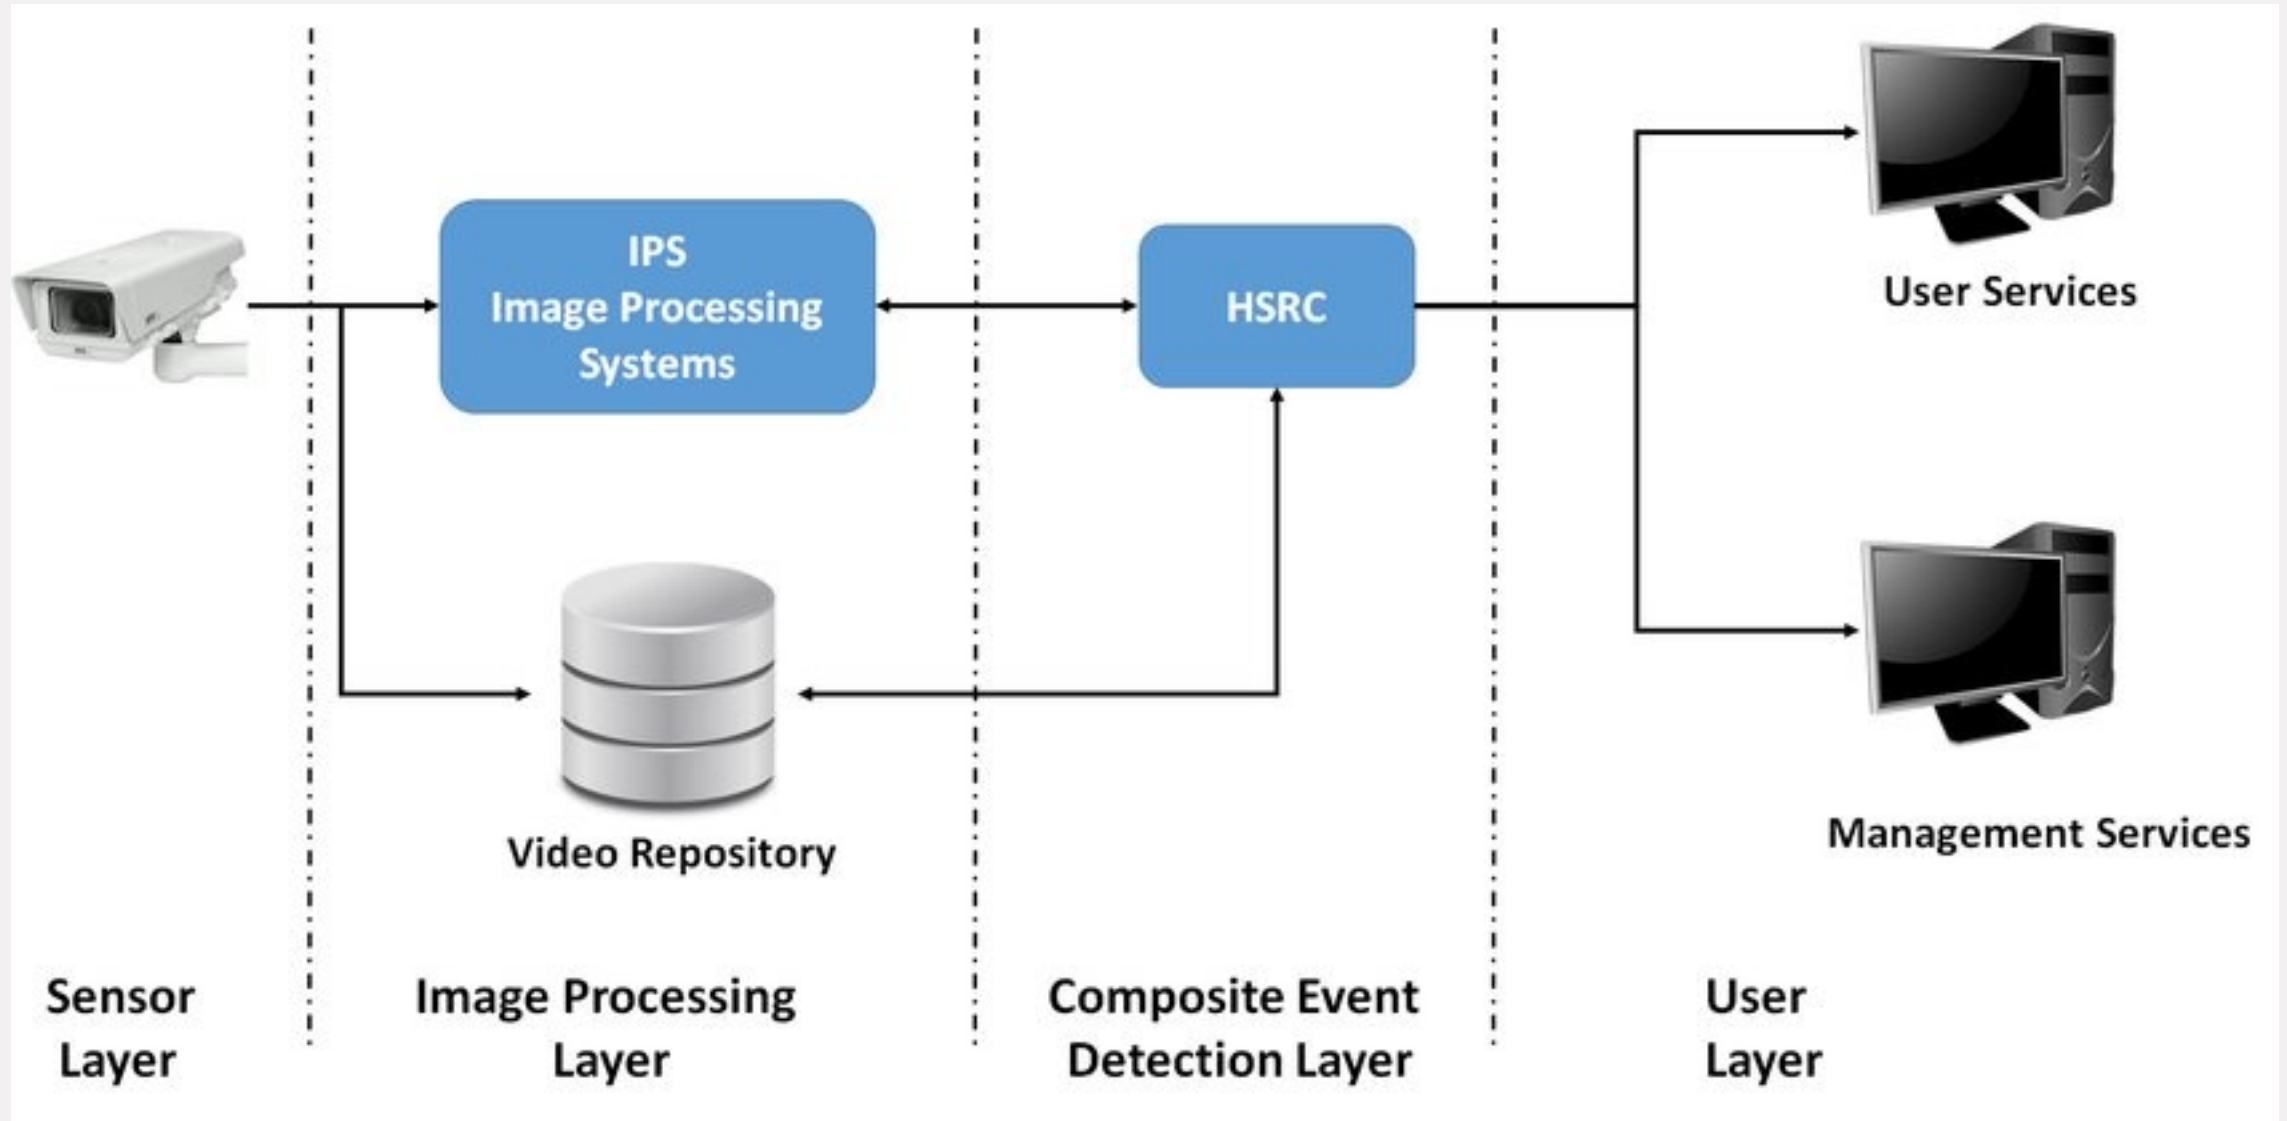 IPS
Image Processing
Systems
HSRC
User Services
Video Repository
Management Services
Sensor
Layer
Image Processing
Layer
Composite Event
Detection Layer
User
Layer